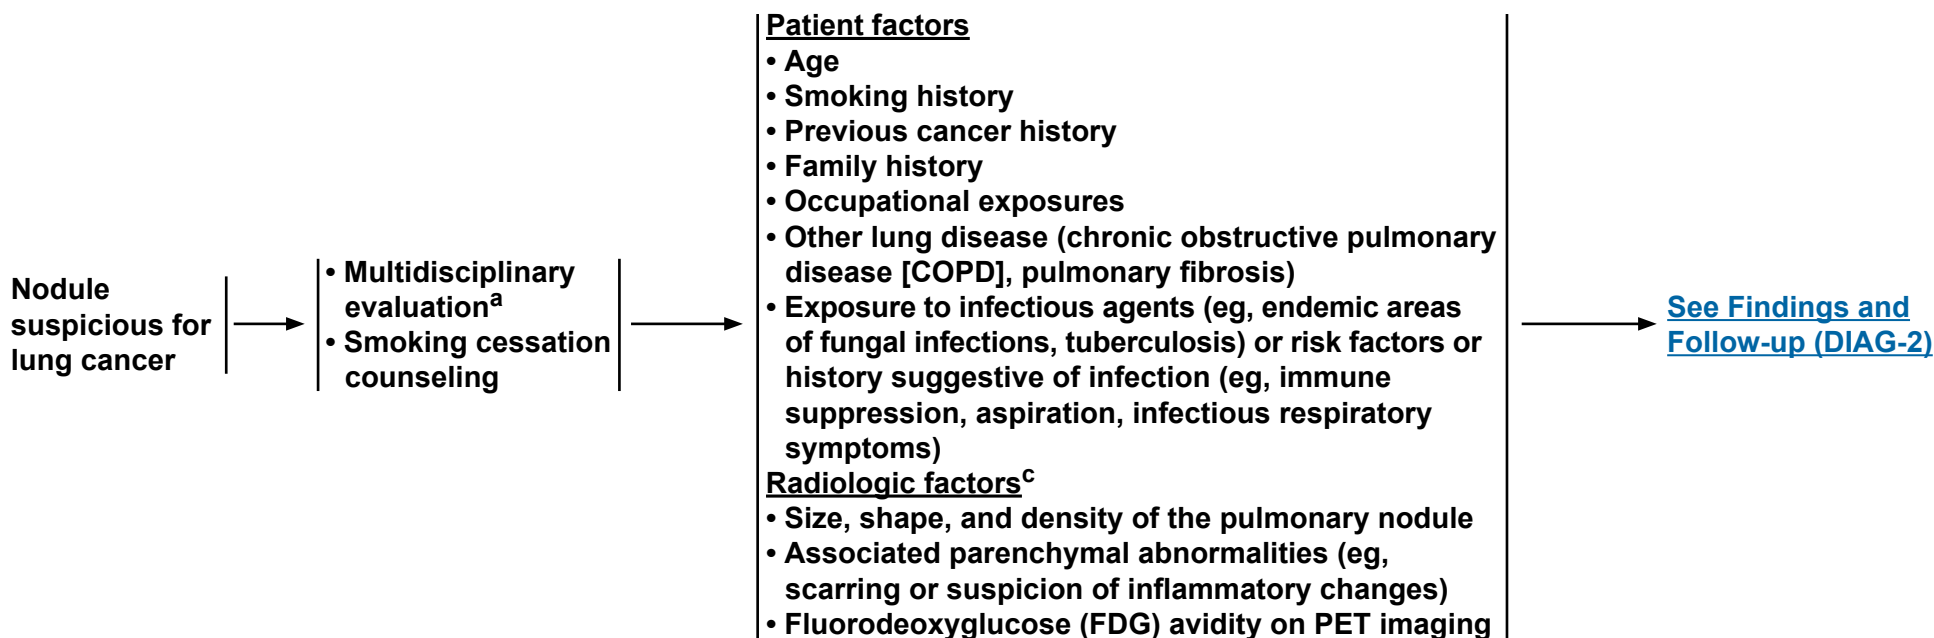 Nodule
suspicious for
lung cancer
• Multidisciplinary
evaluationa
• Smoking cessation
counseling
Patient factors
• Age
• Smoking history
• Previous cancer history
• Family history
• Occupational exposures
• Other lung disease (chronic obstructive pulmonary
disease [COPD], pulmonary fibrosis)
• Exposure to infectious agents (eg, endemic areas
of fungal infections, tuberculosis) or risk factors or
history suggestive of infection (eg, immune
suppression, aspiration, infectious respiratory
symptoms)
Radiologic factorsc
• Size, shape, and density of the pulmonary nodule
• Associated parenchymal abnormalities (eg,
scarring or suspicion of inflammatory changes)
• Fluorodeoxyglucose (FDG) avidity on PET imaging
See Findings and
Follow-up (DIAG-2)